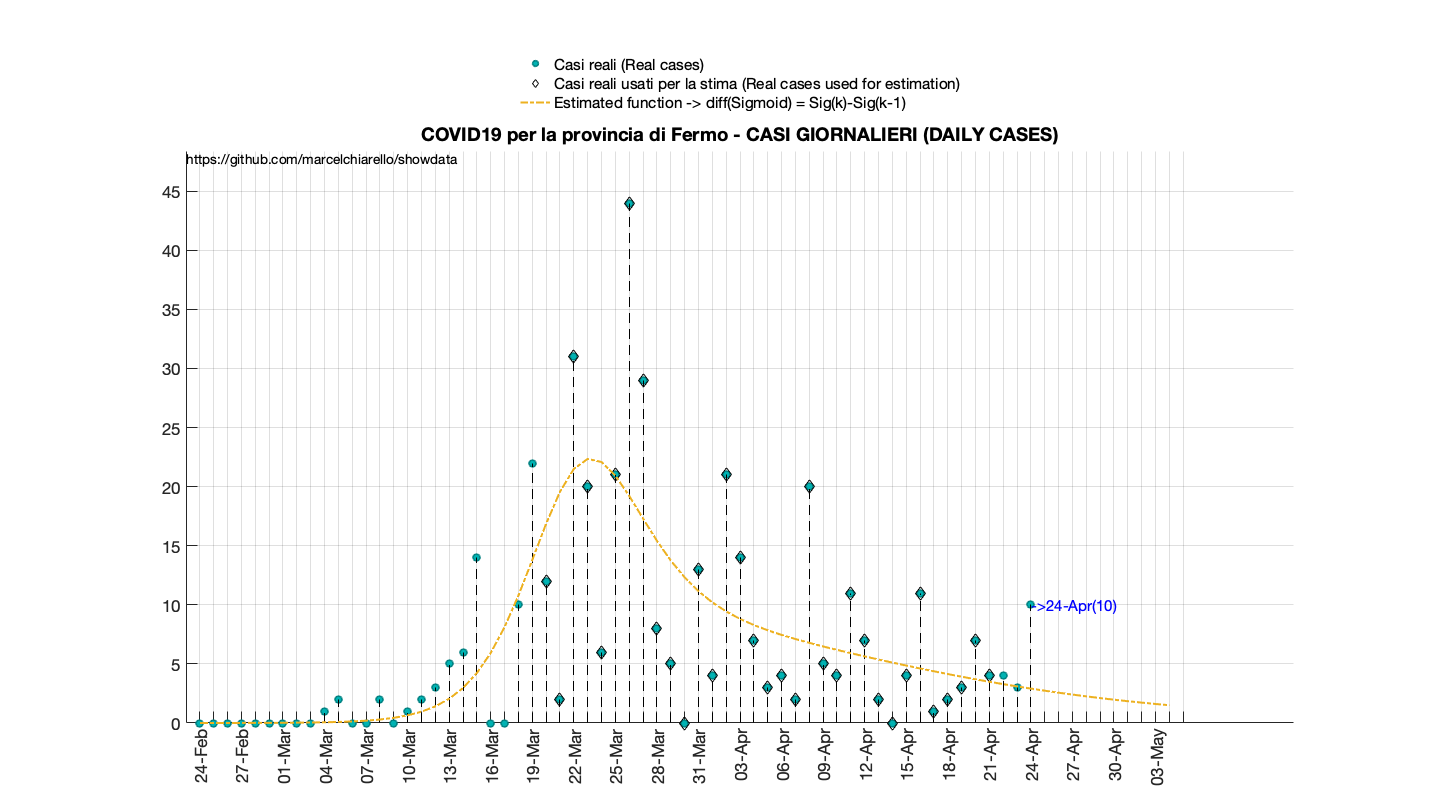 Casi reali (Real cases)
Casi reali usati per la stima (Real cases used for estimation)
Estimated function -> diff(Sigmoid) = Sig(k)-Sig(k-1)
COVID19 per la provincia di Fermo - CASI GIORNALIERI (DAILY CASES)
https://github.com/marcelchiarello/showdata
45
40
35
30
25
20
15
10
5
0
->24-Apr(10)
24-Feb
27-Feb
01-Mar
04-Mar
07-Mar
10-Mar
13-Mar
16-Mar
19-Mar
22-Mar
25-Mar
28-Mar
31-Mar
03-Apr
06-Apr
09-Apr
12-Apr
15-Apr
18-Apr
21-Apr
24-Apr
27-Apr
30-Apr
03-May